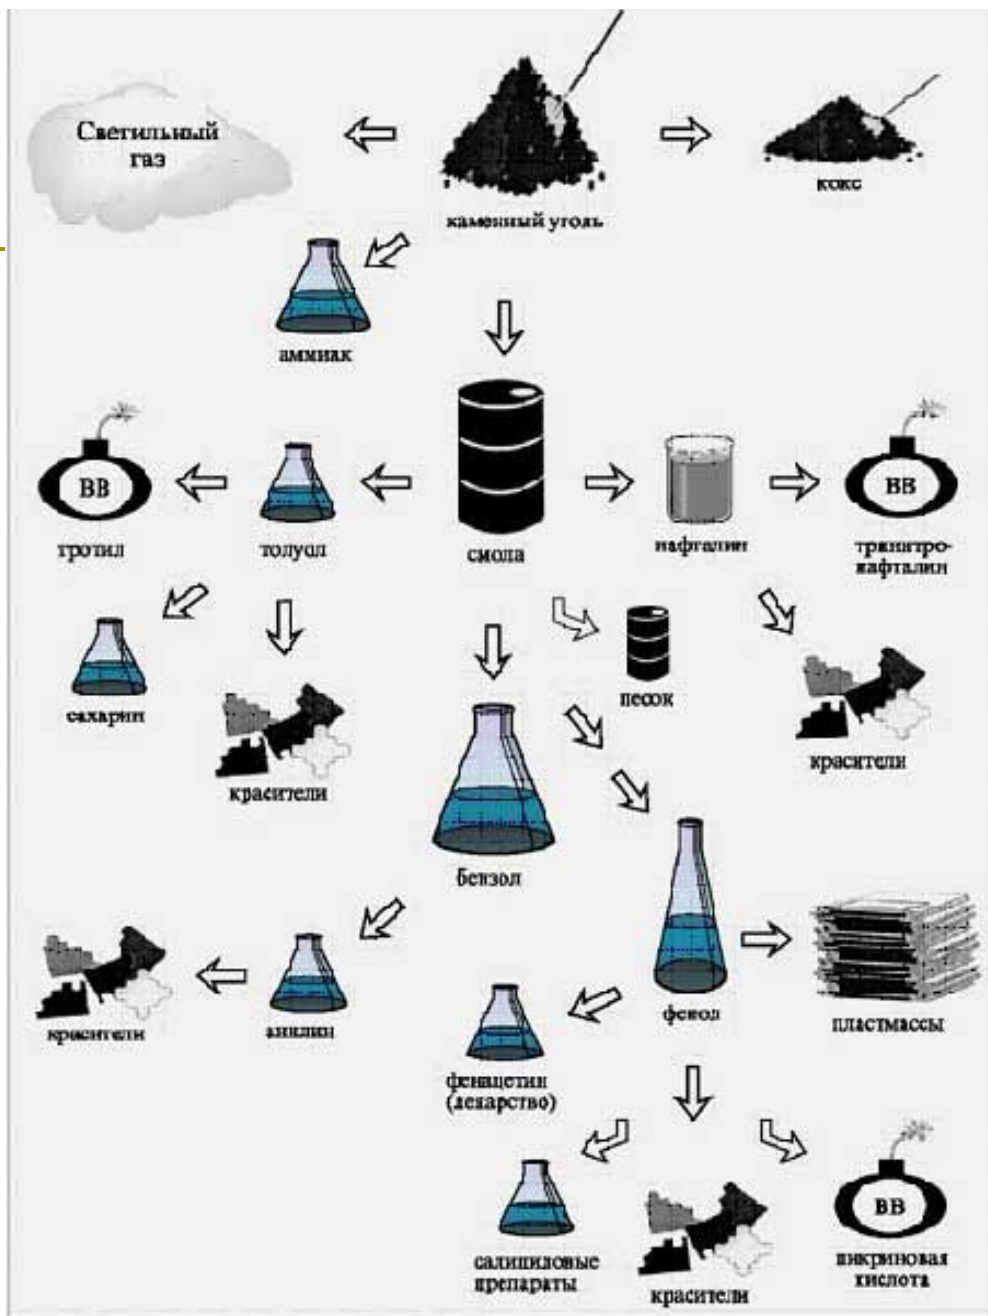 Светильный
газ
каменный уголь
кокс
аммиак
ВВ
тротил
толуол
смола
нафталин
ВВ
тринитро-
нафталин
сахарин
красители
песок
красители
бензол
красители
анилин
фенол
пластмассы
фенацетин
(лекарство)
салициловые
препараты
красители
ВВ
пикриновая
кислота